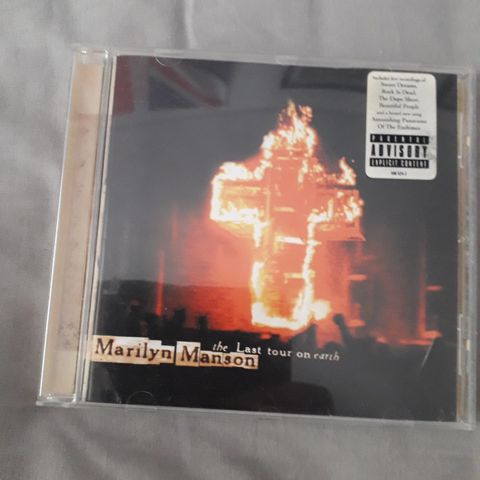 Includes live recordings of
Sweet Dreams,
Rock Is Dead,
The Dope Show,
Beautiful People
and a brand new song
Astonishing Panorama
Of The Endtimes
PARENTAL
ADVISORY
EXPLICIT CONTENT
the Last tour on earth
Marilyn Manson